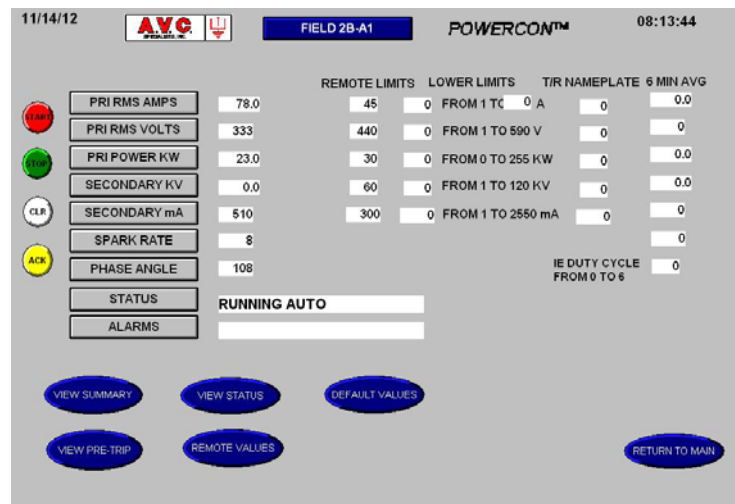 11/14/12 A.V.C. SPECIALISTS, INC. FIELD 2B-A1 POWERCON™ 08:13:44
REMOTE LIMITS LOWER LIMITS T/R NAMEPLATE 6 MIN AVG
START
PRI RMS AMPS 78.0 45 0 FROM 1 TO 0 A 0 0.0
PRI RMS VOLTS 333 440 0 FROM 1 TO 590 V 0 0
STOP
PRI POWER KW 23.0 30 0 FROM 0 TO 255 KW 0 0.0
SECONDARY KV 0.0 60 0 FROM 1 TO 120 KV 0 0.0
CLR
SECONDARY mA 510 300 0 FROM 1 TO 2550 mA 0 0
SPARK RATE 8 0
ACK
PHASE ANGLE 108 IE DUTY CYCLE 0
FROM 0 TO 6
STATUS RUNNING AUTO
ALARMS
VIEW SUMMARY VIEW STATUS DEFAULT VALUES
VIEW PRE-TRIP REMOTE VALUES RETURN TO MAIN